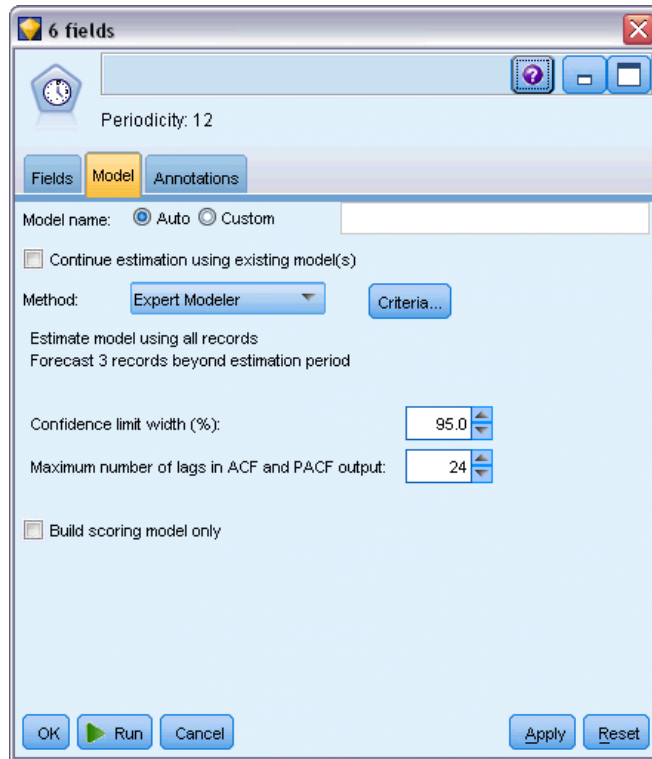 6 fields
Periodicity: 12
Fields Model Annotations
Model name: Auto Custom
Continue estimation using existing model(s)
Method: Expert Modeler Criteria...
Estimate model using all records
Forecast 3 records beyond estimation period
Confidence limit width (%): 95.0
Maximum number of lags in ACF and PACF output: 24
Build scoring model only
OK Run Cancel Apply Reset